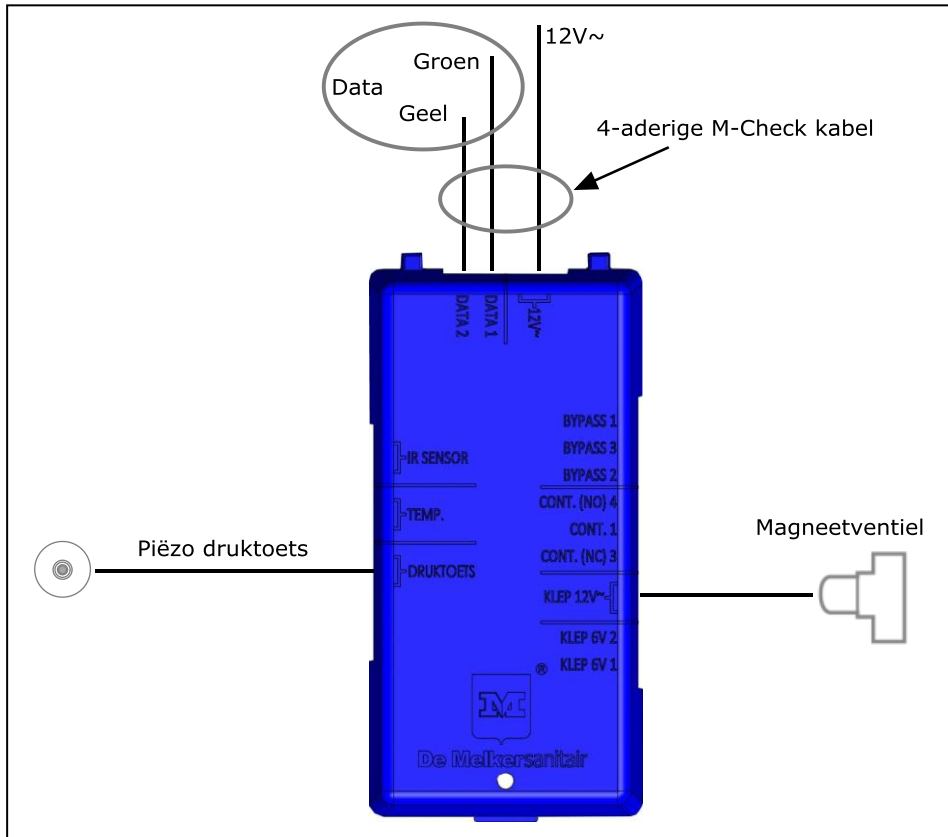 12V~
Groen
Data
Geel
4-aderige M-Check kabel
DATA 2
DATA 1
12V~
BYPASS 1
BYPASS 3
IR SENSOR
BYPASS 2
CONT. (NO) 4
TEMP.
CONT. 1
Magneetventiel
Piëzo druktoets
CONT. (NC) 3
DRUKTOETS
KLEP 12V~
KLEP 6V 2
KLEP 6V 1
®
M
De Melkersanitair